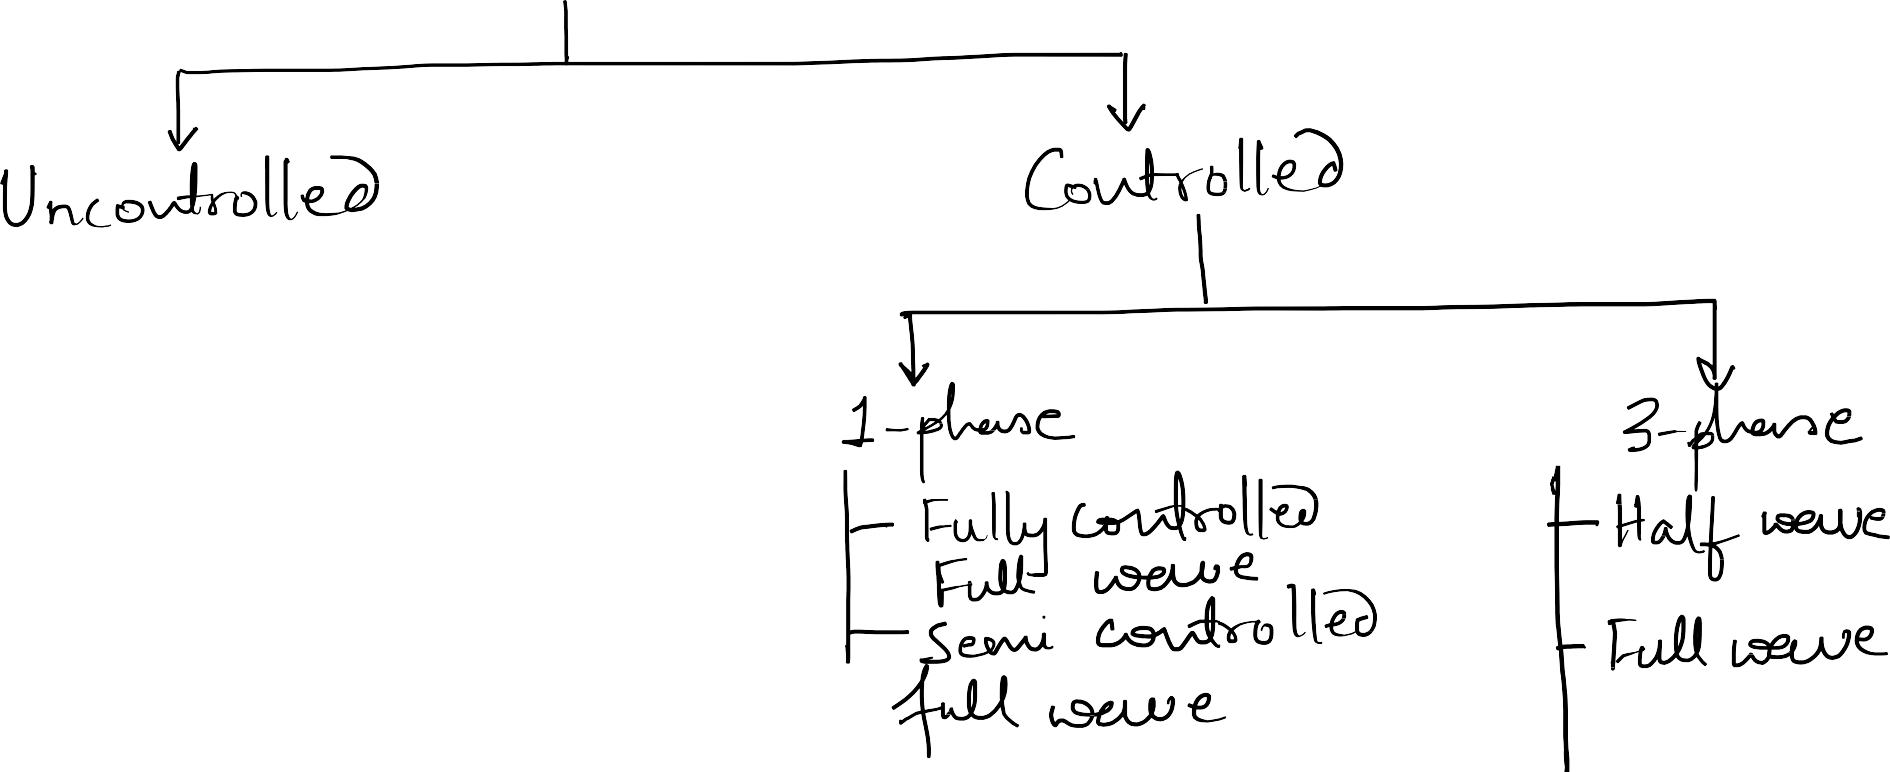 Uncontrolled
Controlled
1-phase
Fully controlled
Full wave
Semi controlled
full wave
3-phase
Half wave
Full wave